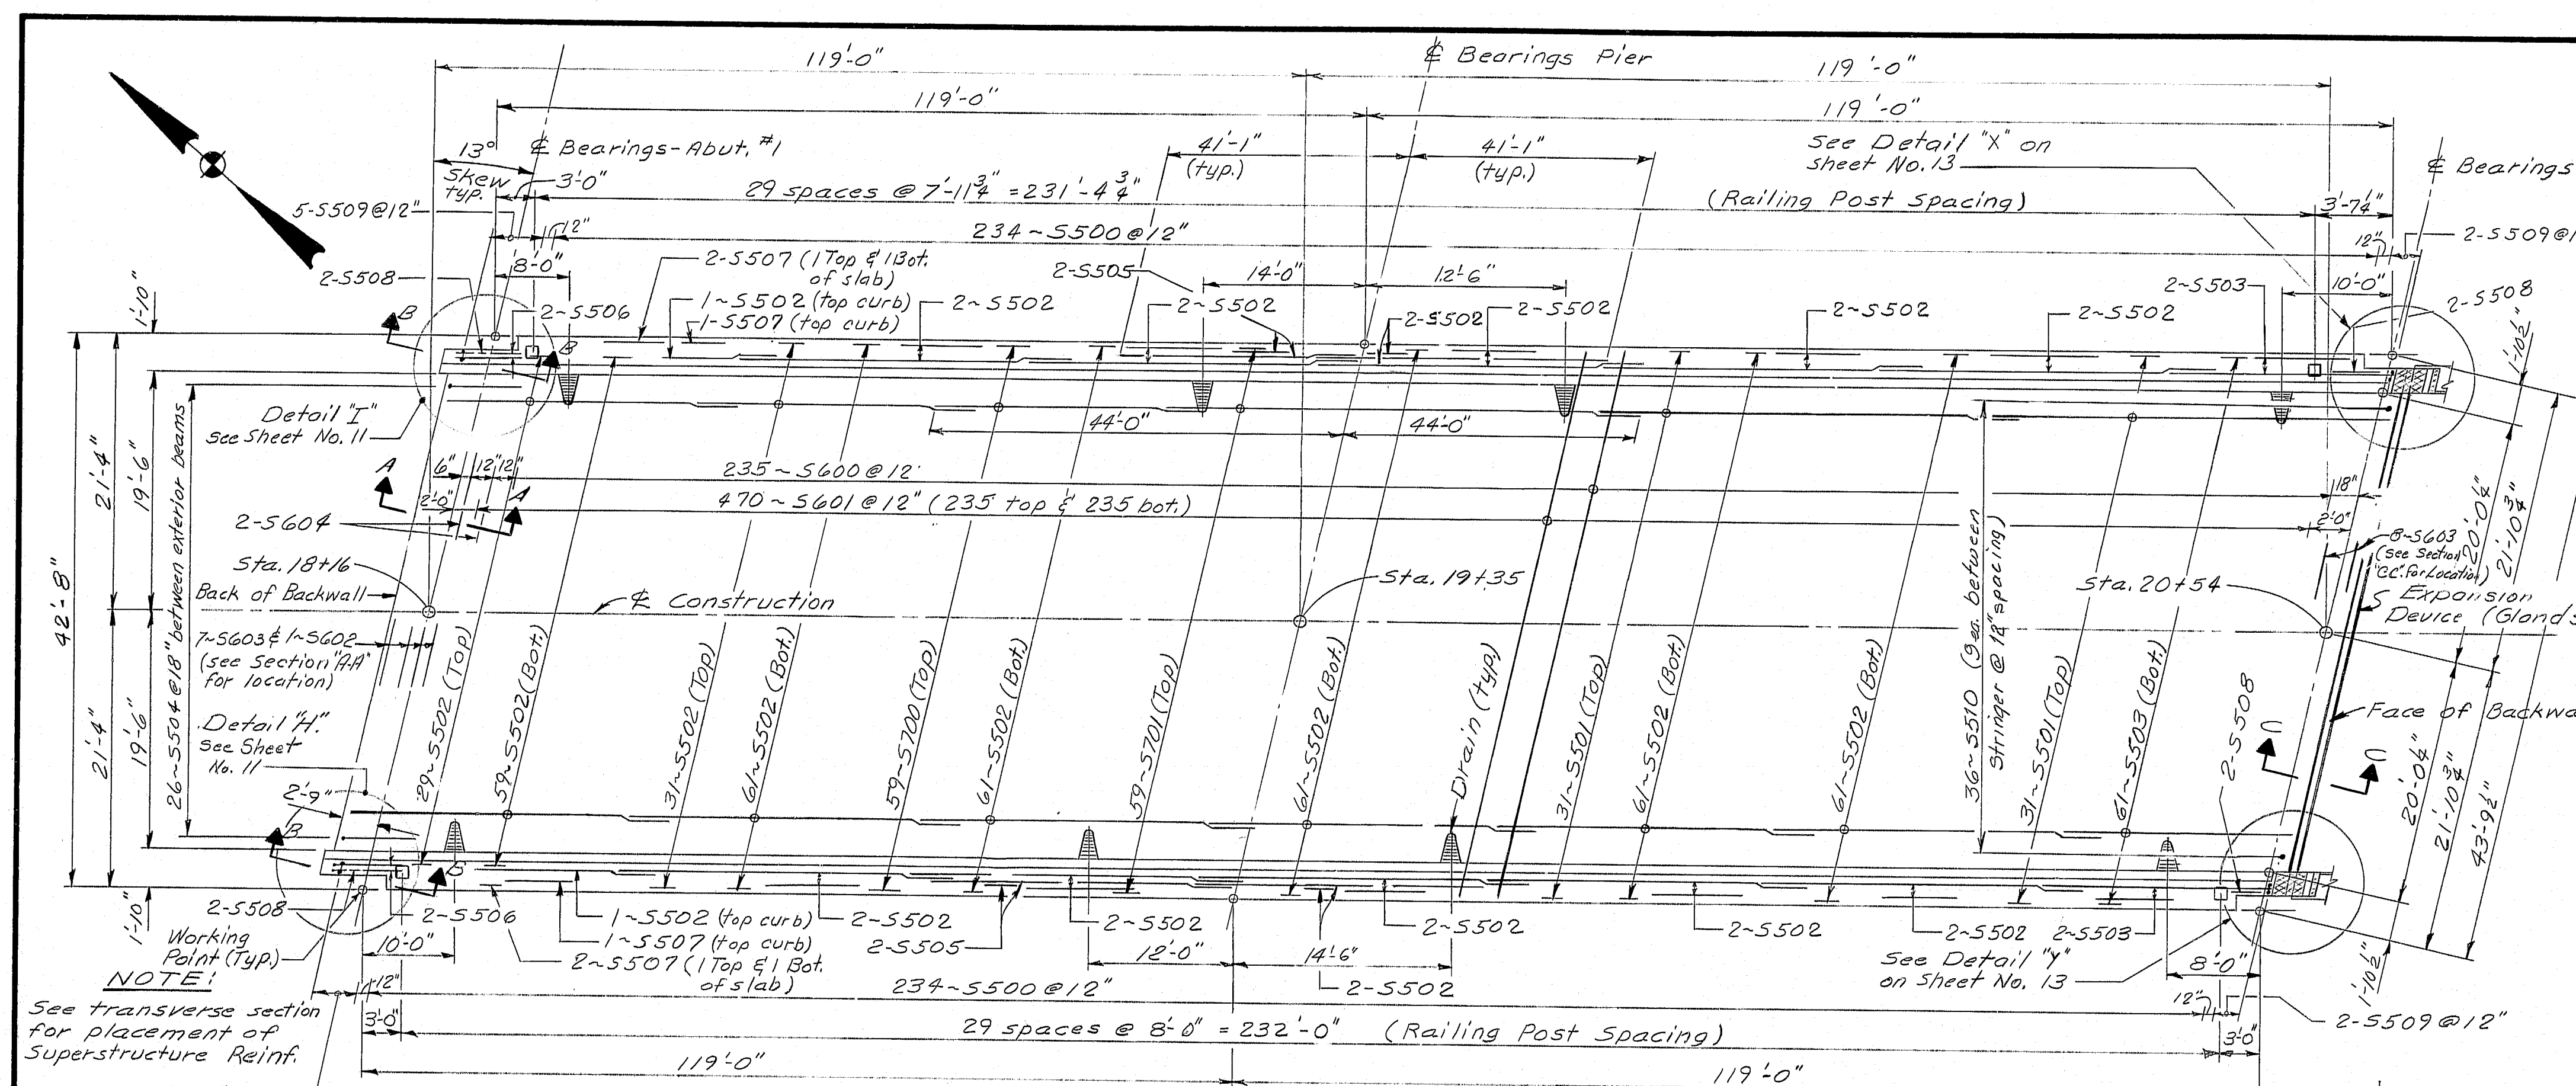 119'-0"
℄ Bearings Pier
119'-0"
119'-0"
119'-0"
13°
Skew
typ.
℄ Bearings-Abut. #1
41'-1"
(typ.)
41'-1"
(typ.)
See Detail "X" on
sheet No. 13
℄ Bearings
3'-0"
29 spaces @ 7'-11 3/4" = 231'-4 3/4"
(Railing Post Spacing)
3'-7 1/4"
5-S509@12"
12"
234~S500@12"
12"
2-S509@1
8'-0"
2-S507 (1 Top & 1 Bot.
of slab)
2-S505
14'-0"
12'-6"
2~S503
10'-0"
2-S508
2-S508
1'-10"
2~S506
1~S502 (top curb)
1-S507 (top curb)
2~S502
2~S502
2-S502
2~S502
2~S502
2~S502
1'-10½"
B
B
Detail "I"
see Sheet No. 11
44'-0"
44'-0"
21'-4"
19'-6"
26~S504@18" between exterior beams
A
A
6"
12"
12"
235~S600@12"
2'-0"
470~S601@12" (235 top & 235 bot.)
18"
2'-0"
2-S604
Sta. 18+16
Back of Backwall
℄ Construction
Sta. 19+35
Sta. 20+54
8~S603
(see Section
"CC" for Location)
20'-0¼"
21'-10¾"
Expansion
Device (Gland
42'-8"
7~S603 & 1~S602
(see Section "A-A"
for location)
29~S502 (Top)
59~S502 (Bot.)
31~S502 (Top)
61~S502 (Bot.)
59~S700 (Top)
61~S502 (Bot.)
59~S701 (Top)
61~S502 (Bot.)
Drain (typ.)
31~S501 (Top)
61~S502 (Bot.)
61~S502 (Bot.)
36~S510 (9 ea. between
Stringer @ 18" spacing)
31~S501 (Top)
61~S503 (Bot.)
2-S508
Face of Backwa
21'-4"
19'-6"
Detail "H"
see Sheet
No. 11
2'-9"
B
B
20'-0¼"
21'-10¾"
43'-9½"
1'-10"
2-S508
2~S506
1~S502 (top curb)
2~S502
2~S502
2~S502
2~S502
2~S502
2~S503
Working
Point (Typ.)
10'-0"
1~S507 (top curb)
2~S507 (1 Top & 1 Bot.
of slab)
2-S505
12'-0"
14'-6"
2-S502
See Detail "Y"
on Sheet No. 13
8'-0"
1'-10½"
NOTE:
See transverse section
for placement of
Superstructure Reinf.
12"
234~S500@12"
12"
2-S509@12"
3'-0"
29 spaces @ 8'-0" = 232'-0" (Railing Post Spacing)
3'-0"
119'-0"
119'-0"